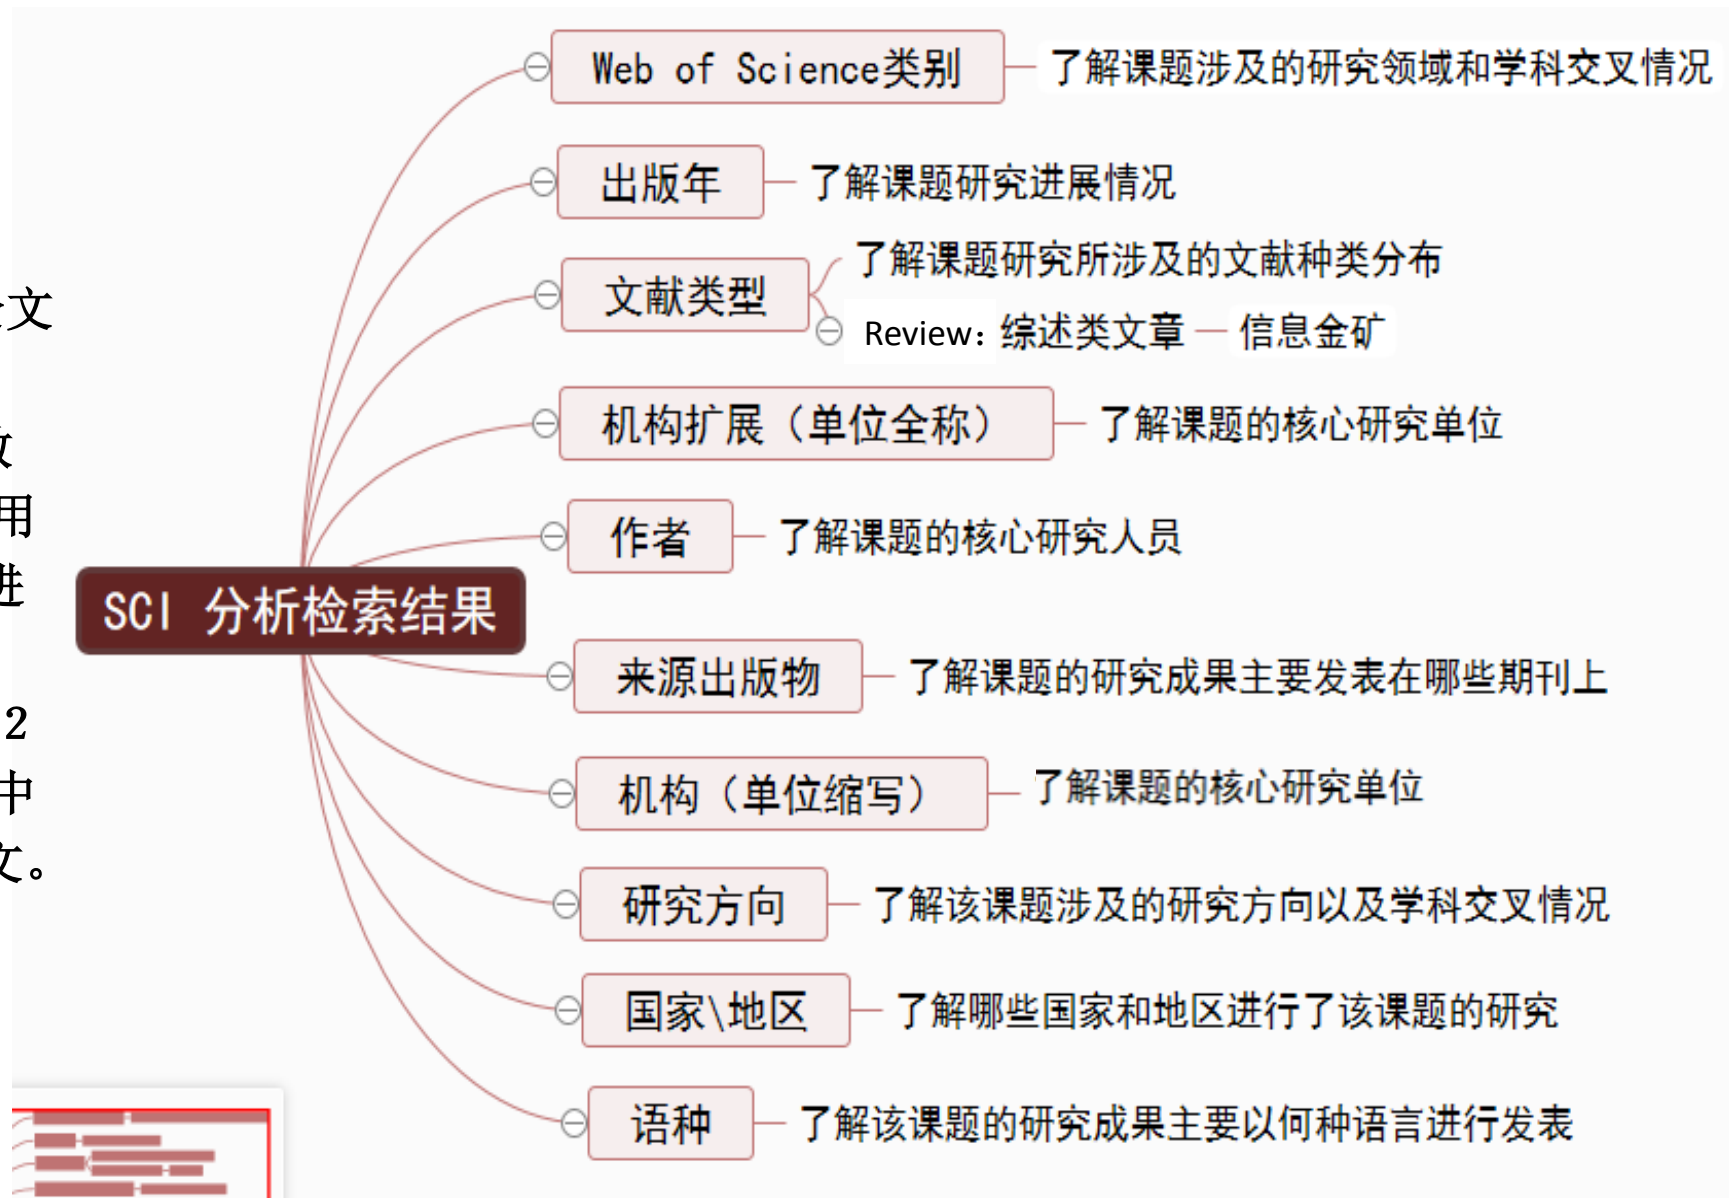 Web of Science类别 了解课题涉及的研究领域和学科交叉情况
出版年 了解课题研究进展情况
文献类型 了解课题研究所涉及的文献种类分布
Review：综述类文章 信息金矿
机构扩展（单位全称） 了解课题的核心研究单位
作者 了解课题的核心研究人员
SCI 分析检索结果
来源出版物 了解课题的研究成果主要发表在哪些期刊上
机构（单位缩写） 了解课题的核心研究单位
研究方向 了解该课题涉及的研究方向以及学科交叉情况
国家\地区 了解哪些国家和地区进行了该课题的研究
语种 了解该课题的研究成果主要以何种语言进行发表
文
用
进
2
中
文。